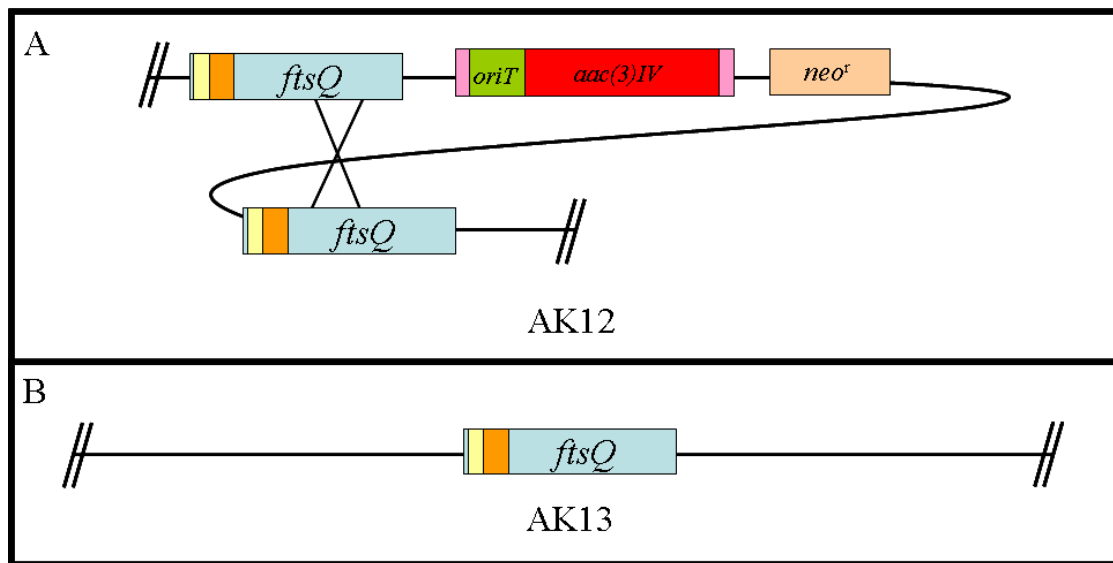 A
ftsQ oriT aac(3)IV neoʳ
ftsQ
AK12
B
ftsQ
AK13